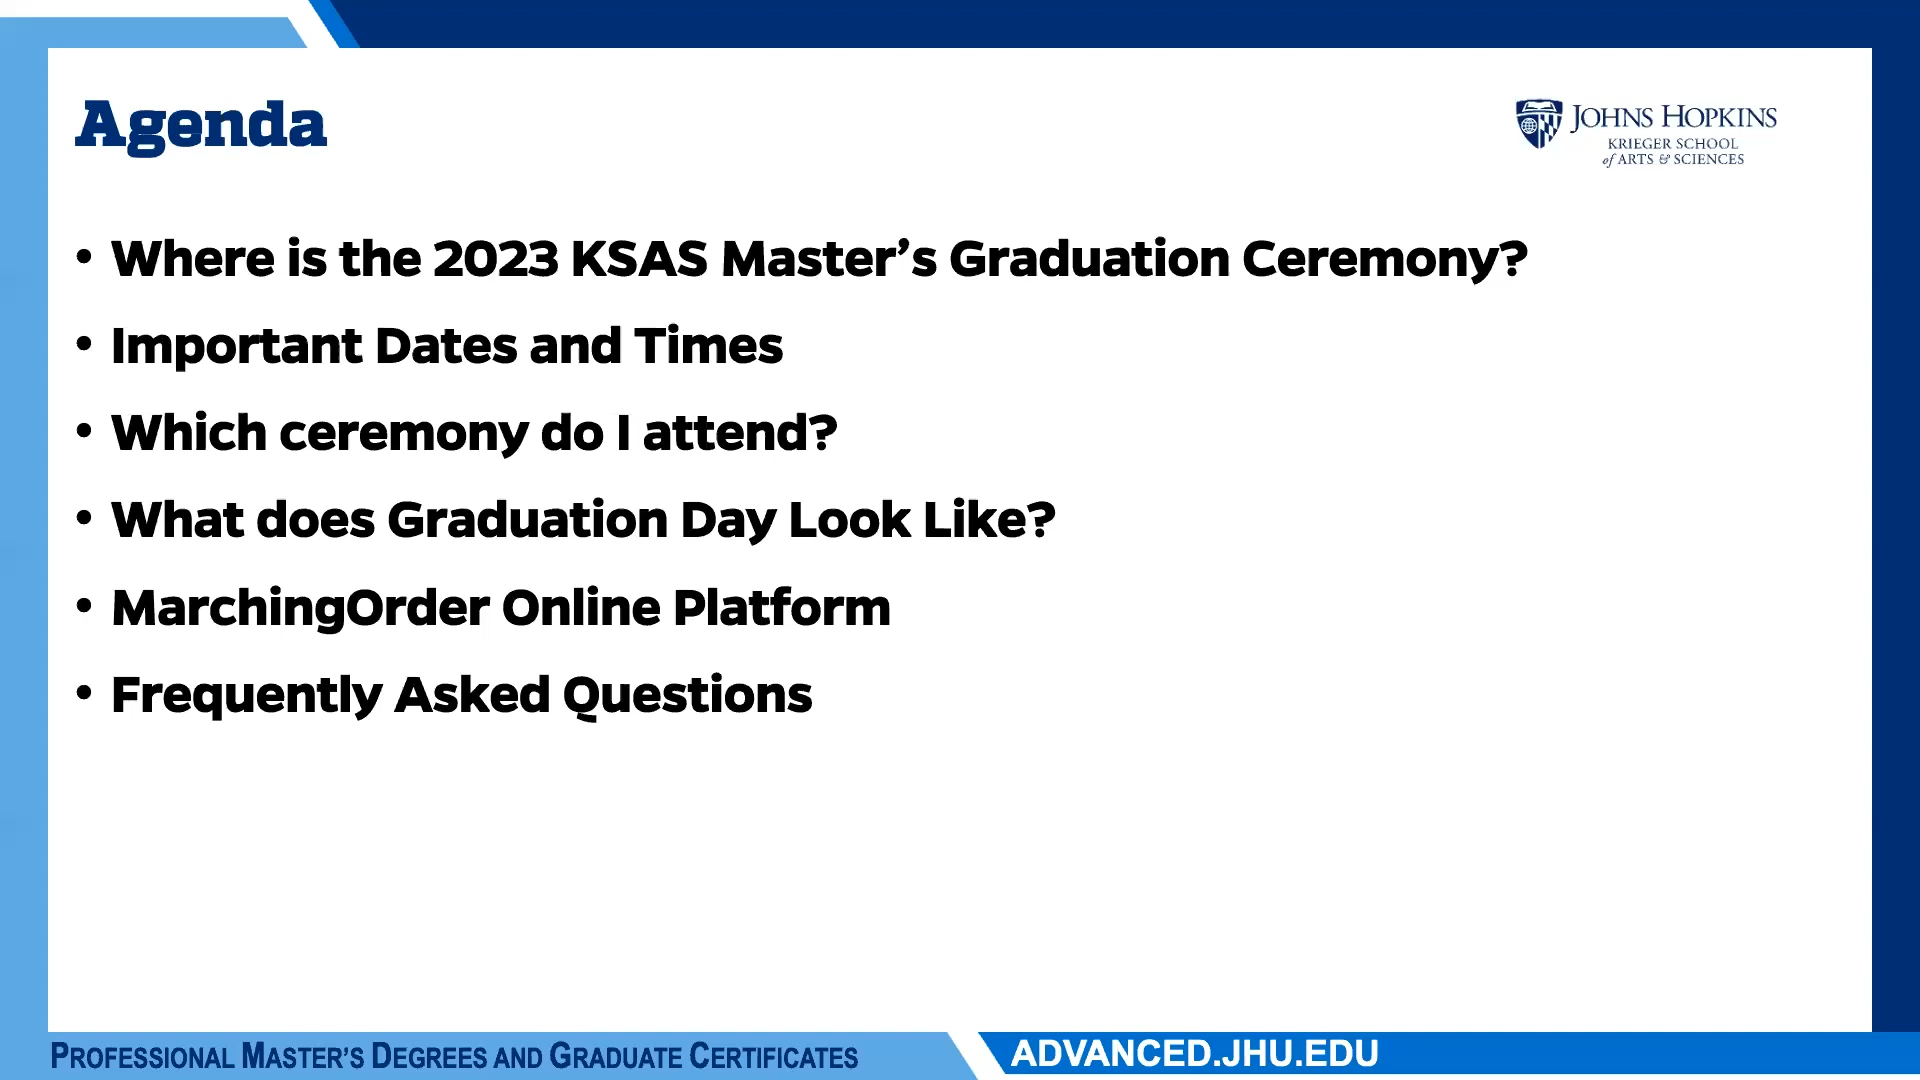 Agenda
JOHNS HOPKINS
KRIEGER SCHOOL
of ARTS & SCIENCES
• Where is the 2023 KSAS Master’s Graduation Ceremony?
• Important Dates and Times
• Which ceremony do I attend?
• What does Graduation Day Look Like?
• MarchingOrder Online Platform
• Frequently Asked Questions
PROFESSIONAL MASTER’S DEGREES AND GRADUATE CERTIFICATES
ADVANCED.JHU.EDU